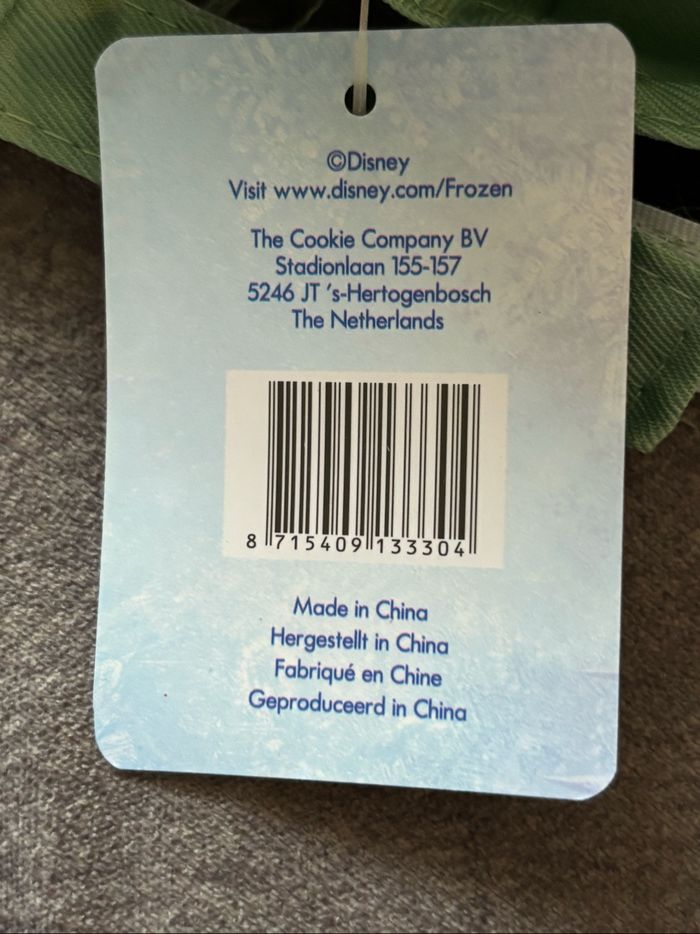 ©Disney
Visit www.disney.com/Frozen
The Cookie Company BV
Stadionlaan 155-157
5246 JT 's-Hertogenbosch
The Netherlands
8 715409 133304
Made in China
Hergestellt in China
Fabriqué en Chine
Geproduceerd in China